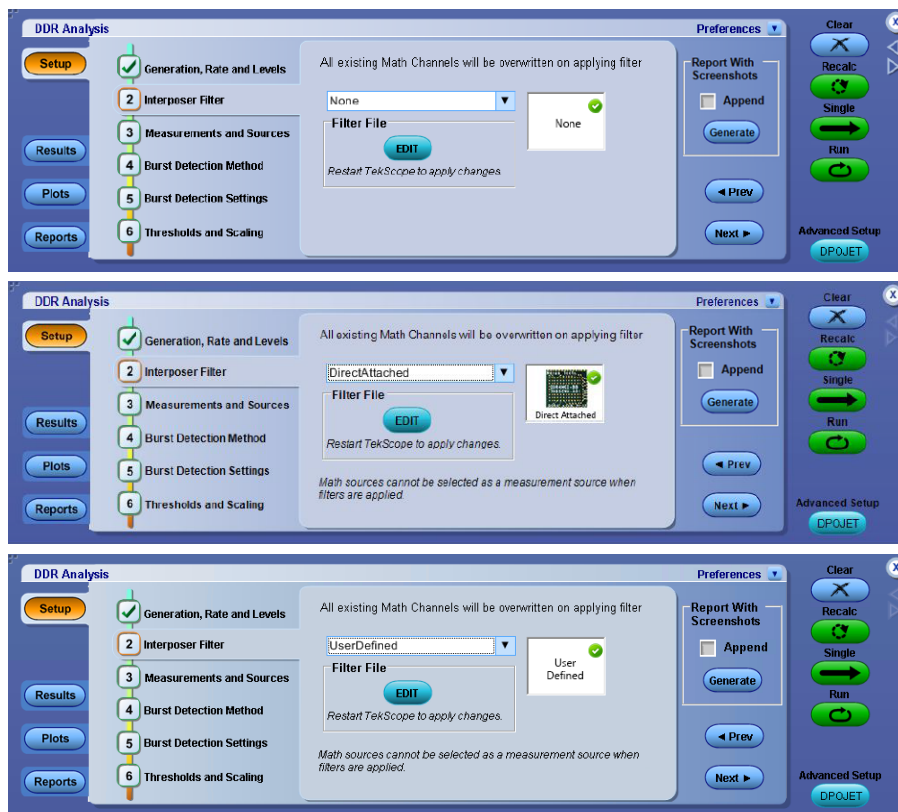 DDR Analysis
Preferences
Clear
Setup
Generation, Rate and Levels
All existing Math Channels will be overwritten on applying filter
Report With
Screenshots
Recalc
2 Interposer Filter
None
None
Append
Single
3 Measurements and Sources
Filter File
EDIT
Generate
Results
4 Burst Detection Method
Restart TekScope to apply changes.
Run
Plots
5 Burst Detection Settings
◄ Prev
Reports
6 Thresholds and Scaling
Next ►
Advanced Setup
DPOJET
DDR Analysis
Preferences
Clear
Setup
Generation, Rate and Levels
All existing Math Channels will be overwritten on applying filter
Report With
Screenshots
Recalc
2 Interposer Filter
DirectAttached
Direct Attached
Append
Single
3 Measurements and Sources
Filter File
EDIT
Generate
Results
4 Burst Detection Method
Restart TekScope to apply changes.
Run
Plots
5 Burst Detection Settings
◄ Prev
Math sources cannot be selected as a measurement source when
filters are applied.
Reports
6 Thresholds and Scaling
Next ►
Advanced Setup
DPOJET
DDR Analysis
Preferences
Clear
Setup
Generation, Rate and Levels
All existing Math Channels will be overwritten on applying filter
Report With
Screenshots
Recalc
2 Interposer Filter
UserDefined
User
Defined
Append
Single
3 Measurements and Sources
Filter File
EDIT
Generate
Results
4 Burst Detection Method
Restart TekScope to apply changes.
Run
Plots
5 Burst Detection Settings
◄ Prev
Math sources cannot be selected as a measurement source when
filters are applied.
Reports
6 Thresholds and Scaling
Next ►
Advanced Setup
DPOJET